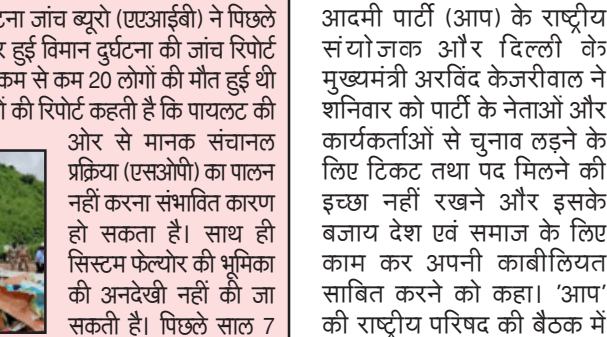 जांच ब्यूरो (एएआईबी) ने पिछले
हुई विमान दुर्घटना की जांच रिपोर्ट
कम से कम 20 लोगों की मौत हुई थी
की रिपोर्ट कहती है कि पायलट की
ओर से मानक संचानल
प्रक्रिया (एसओपी) का पालन
नहीं करना संभावित कारण
हो सकता है। साथ ही
सिस्टम फेल्योर की भूमिका
की अनदेखी नहीं की जा
सकती है। पिछले साल 7
आदमी पार्टी (आप) के राष्ट्रीय
संयोजक और दिल्ली के
मुख्यमंत्री अरविंद केजरीवाल ने
शनिवार को पार्टी के नेताओं और
कार्यकर्ताओं से चुनाव लड़ने के
लिए टिकट तथा पद मिलने की
इच्छा नहीं रखने और इसके
बजाय देश एवं समाज के लिए
काम कर अपनी काबीलियत
साबित करने को कहा। 'आप'
की राष्ट्रीय परिषद की बैठक में